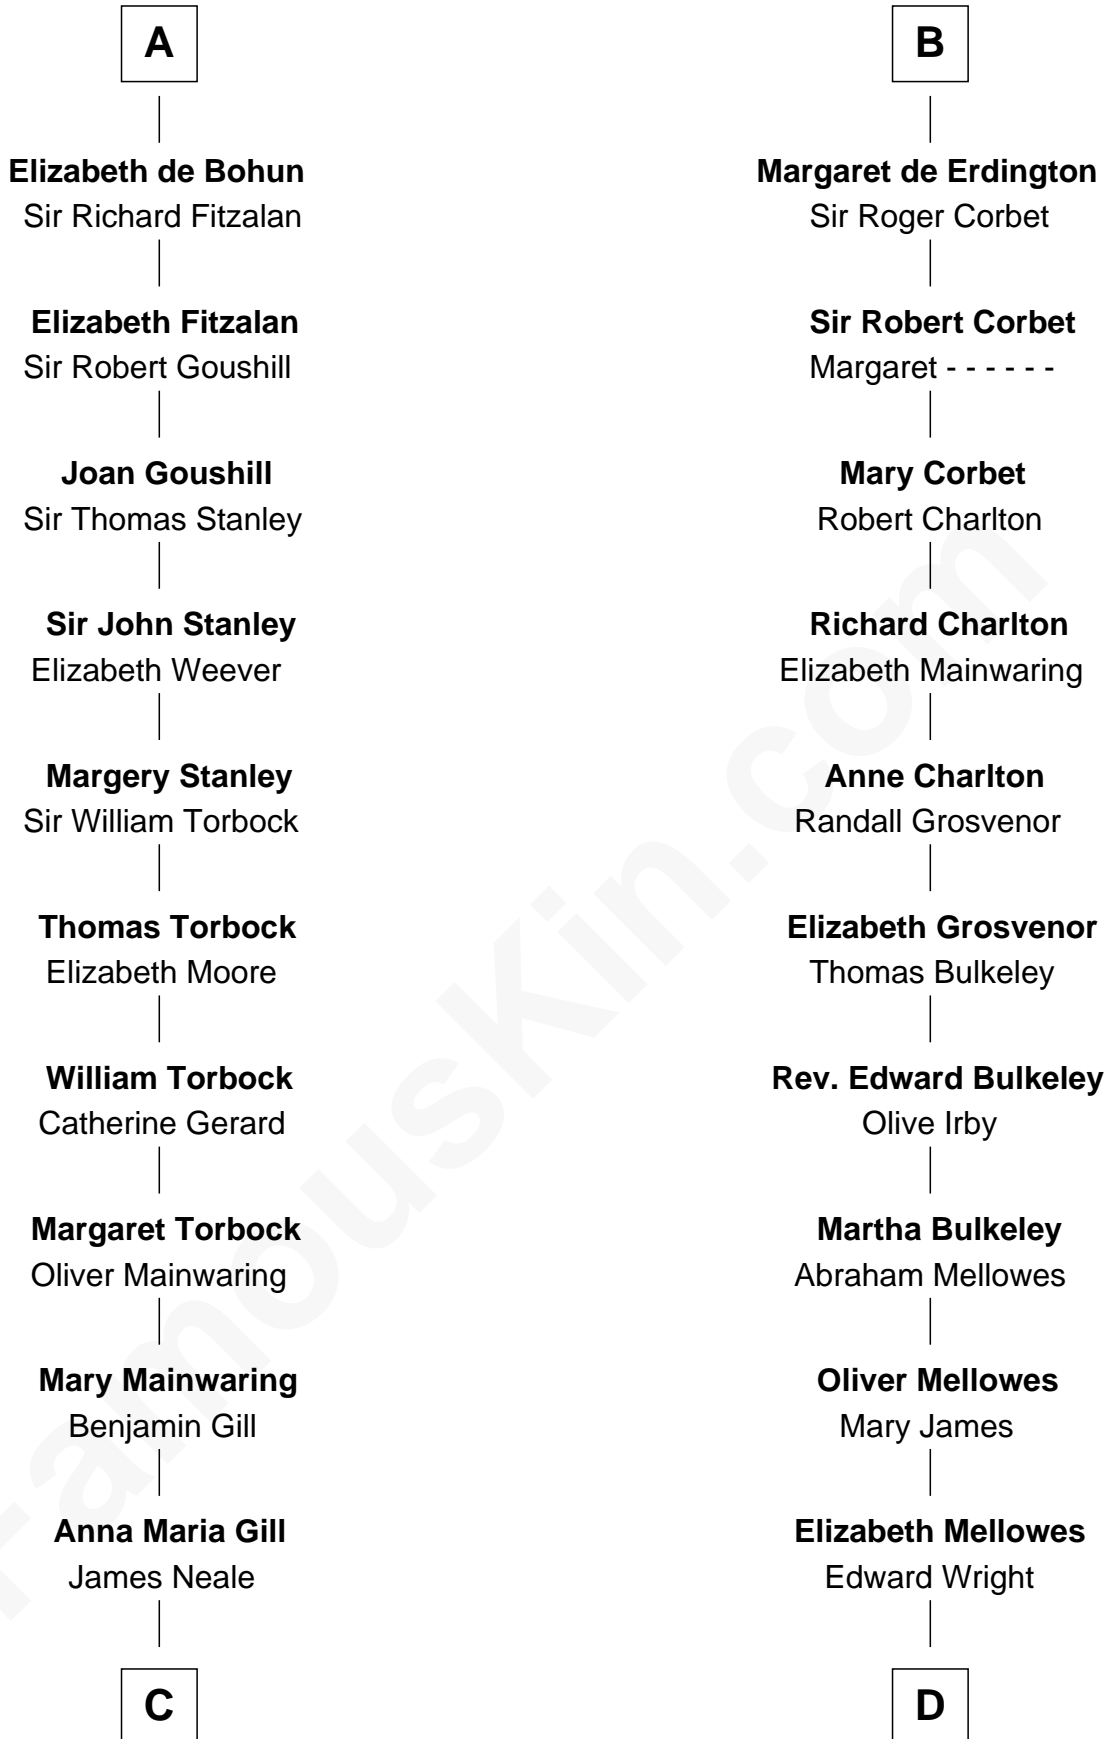 A
Elizabeth de Bohun
Sir Richard Fitzalan
Elizabeth Fitzalan
Sir Robert Goushill
Joan Goushill
Sir Thomas Stanley
Sir John Stanley
Elizabeth Weever
Margery Stanley
Sir William Torbock
Thomas Torbock
Elizabeth Moore
William Torbock
Catherine Gerard
Margaret Torbock
Oliver Mainwaring
Mary Mainwaring
Benjamin Gill
Anna Maria Gill
James Neale
C
B
Margaret de Erdington
Sir Roger Corbet
Sir Robert Corbet
Margaret - - - - - -
Mary Corbet
Robert Charlton
Richard Charlton
Elizabeth Mainwaring
Anne Charlton
Randall Grosvenor
Elizabeth Grosvenor
Thomas Bulkeley
Rev. Edward Bulkeley
Olive Irby
Martha Bulkeley
Abraham Mellowes
Oliver Mellowes
Mary James
Elizabeth Mellowes
Edward Wright
D
FamousKin.com